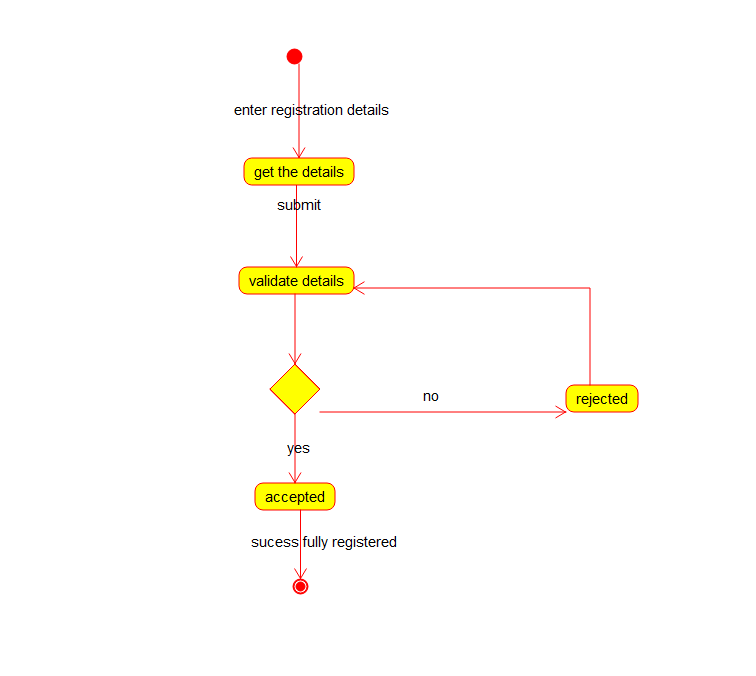 enter registration details
get the details
submit
validate details
no
rejected
yes
accepted
sucess fully registered